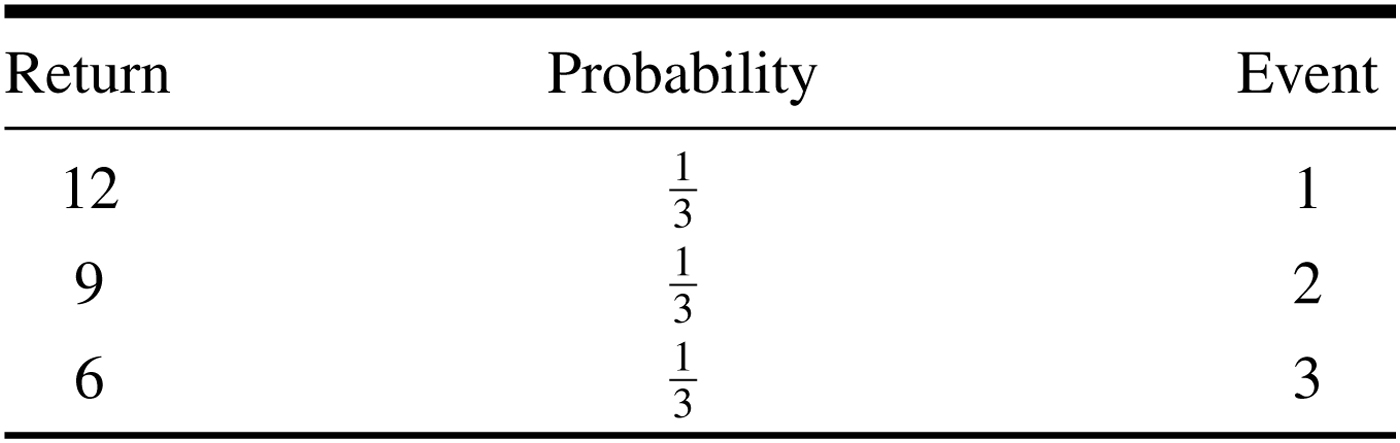 Return Probability Event
12 1/3 1
9 1/3 2
6 1/3 3